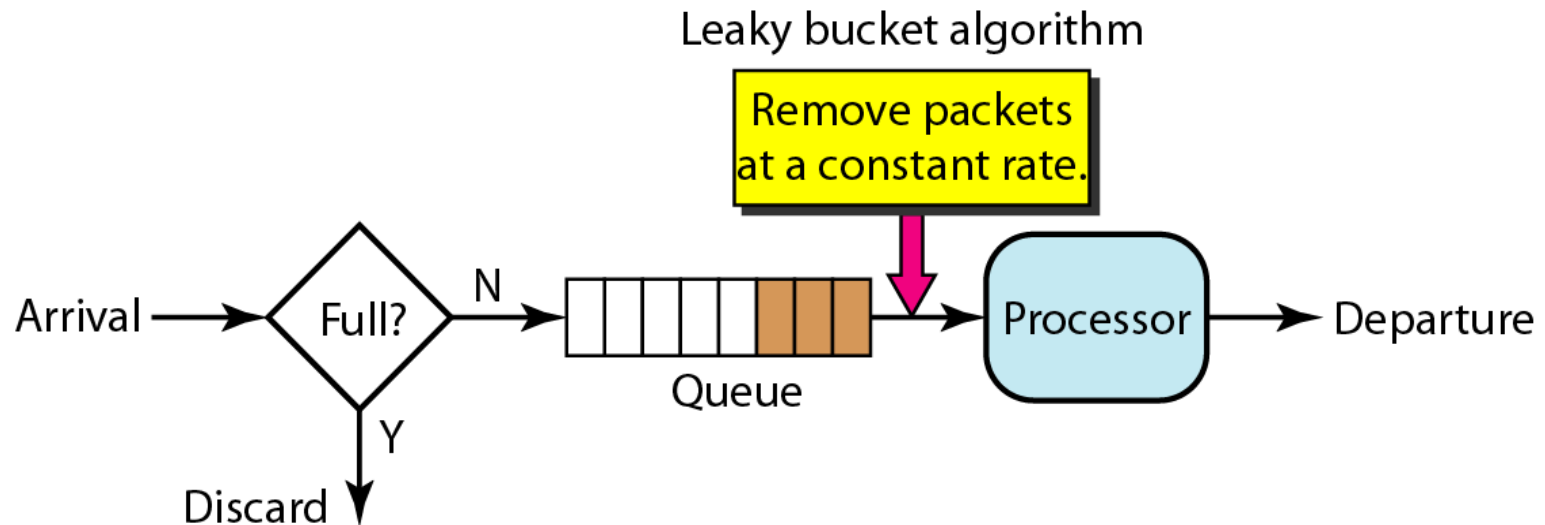 Leaky bucket algorithm
Remove packets
at a constant rate.
Arrival
Full?
N
Queue
Processor
Departure
Y
Discard